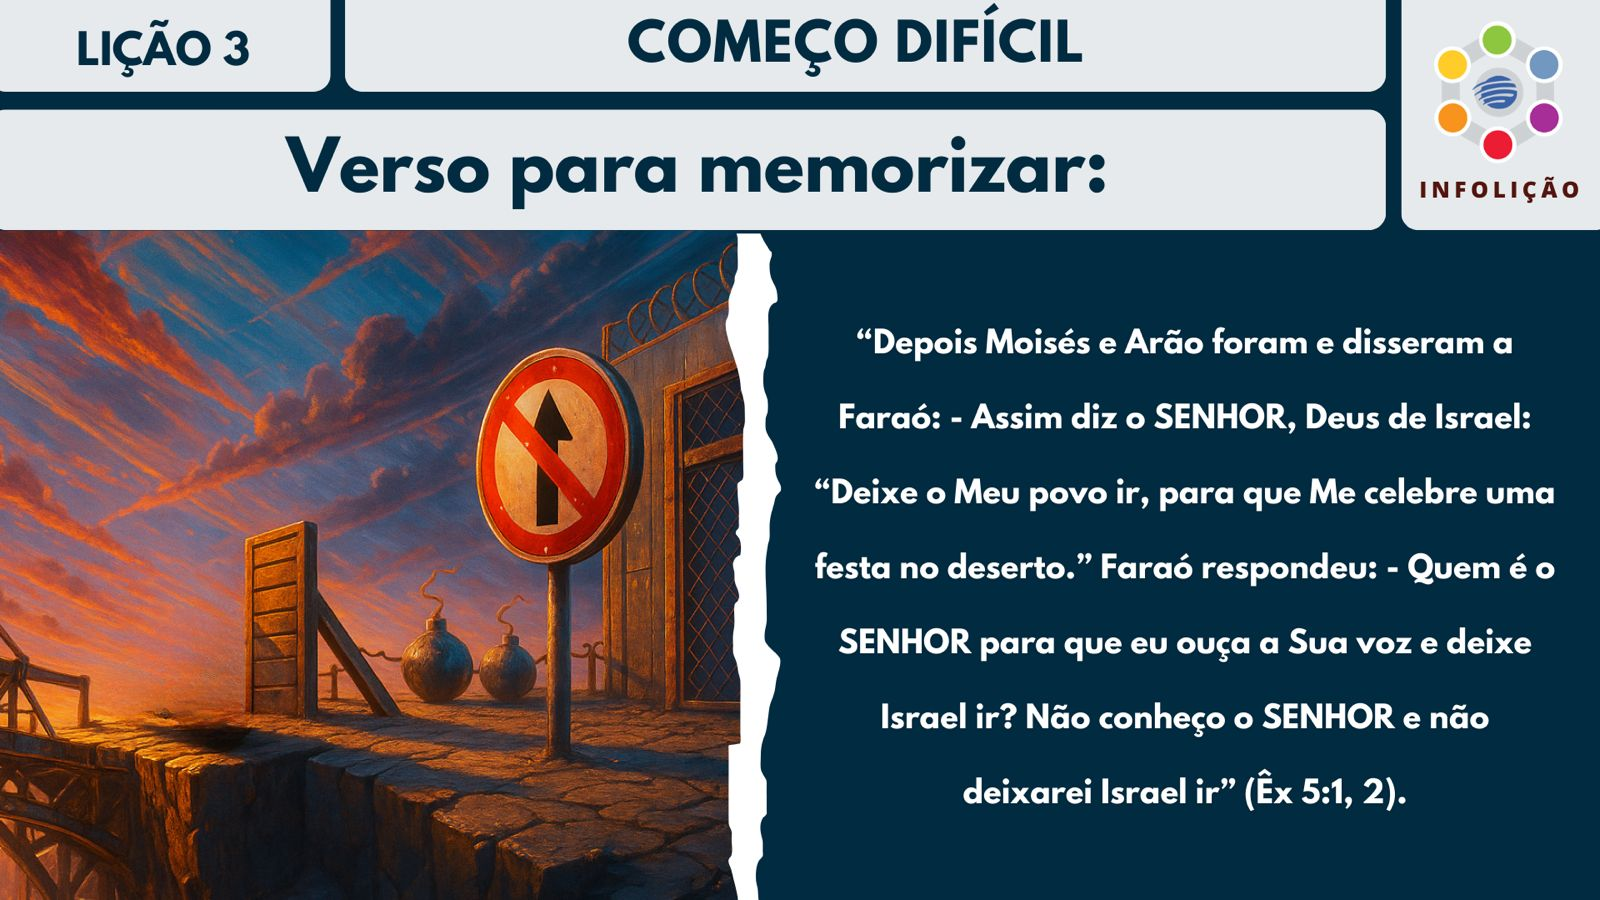 LIÇÃO 3
COMEÇO DIFÍCIL
INFOLIÇÃO
Verso para memorizar:
“Depois Moisés e Arão foram e disseram a
Faraó: - Assim diz o SENHOR, Deus de Israel:
“Deixe o Meu povo ir, para que Me celebre uma
festa no deserto.” Faraó respondeu: - Quem é o
SENHOR para que eu ouça a Sua voz e deixe
Israel ir? Não conheço o SENHOR e não
deixarei Israel ir” (Êx 5:1, 2).